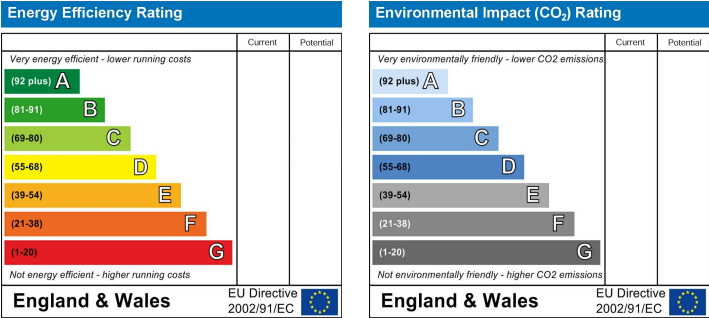 Energy Efficiency Rating
Current Potential
Very energy efficient - lower running costs
(92 plus) A
(81-91) B
(69-80) C
(55-68) D
(39-54) E
(21-38) F
(1-20) G
Not energy efficient - higher running costs
England & Wales
EU Directive
2002/91/EC
Environmental Impact (CO₂) Rating
Current Potential
Very environmentally friendly - lower CO2 emissions
(92 plus) A
(81-91) B
(69-80) C
(55-68) D
(39-54) E
(21-38) F
(1-20) G
Not environmentally friendly - higher CO2 emissions
England & Wales
EU Directive
2002/91/EC